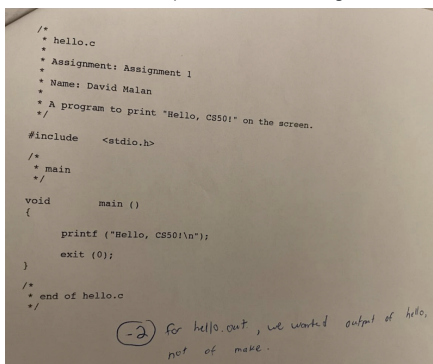 /*
* hello.c
*
* Assignment: Assignment 1
*
* Name: David Malan
*
* A program to print "Hello, CS50!" on the screen.
*/
#include <stdio.h>
/*
* main
*/
void main ()
{
printf ("Hello, CS50!\n");
exit (0);
}
/*
* end of hello.c
*/
-2 for hello.out, we wanted output of hello,
not of make.